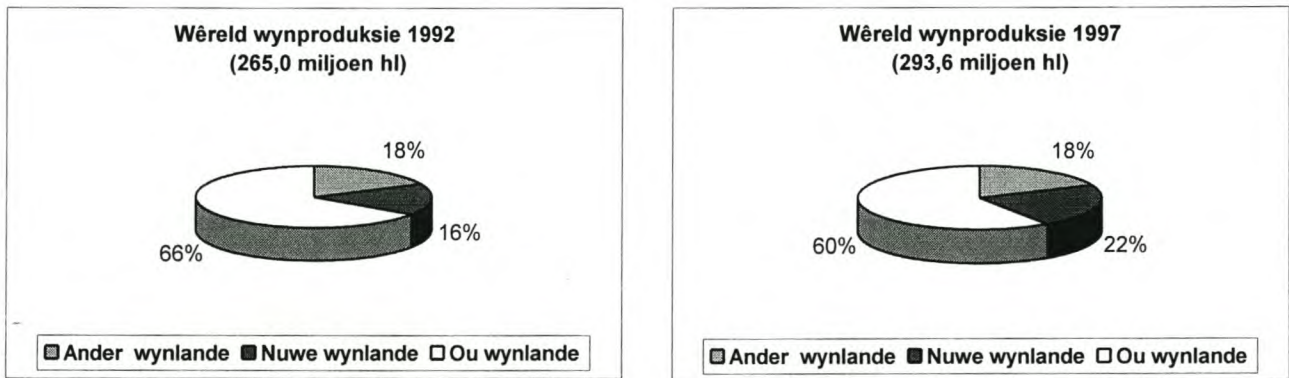 Wêreld wynproduksie 1992
(265,0 miljoen hl)
18%
16%
66%
Ander wynlande Nuwe wynlande Ou wynlande
Wêreld wynproduksie 1997
(293,6 miljoen hl)
18%
22%
60%
Ander wynlande Nuwe wynlande Ou wynlande